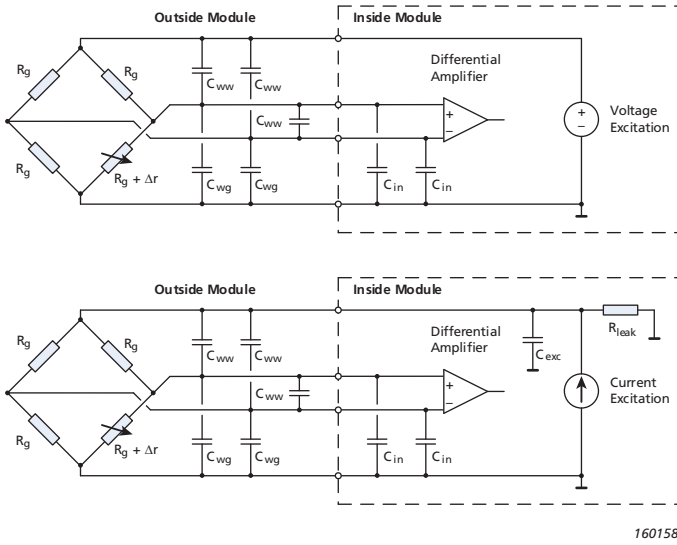 Outside Module
Inside Module
Rg
Rg
Cww
Cww
Differential
Amplifier
Cww
+
−
+
−
Voltage
Excitation
Rg
Rg + Δr
Cwg
Cwg
Cin
Cin
Outside Module
Inside Module
Rg
Rg
Cww
Cww
Differential
Amplifier
Cexc
Rleak
Cww
+
−
Current
Excitation
Rg
Rg + Δr
Cwg
Cwg
Cin
Cin
160158